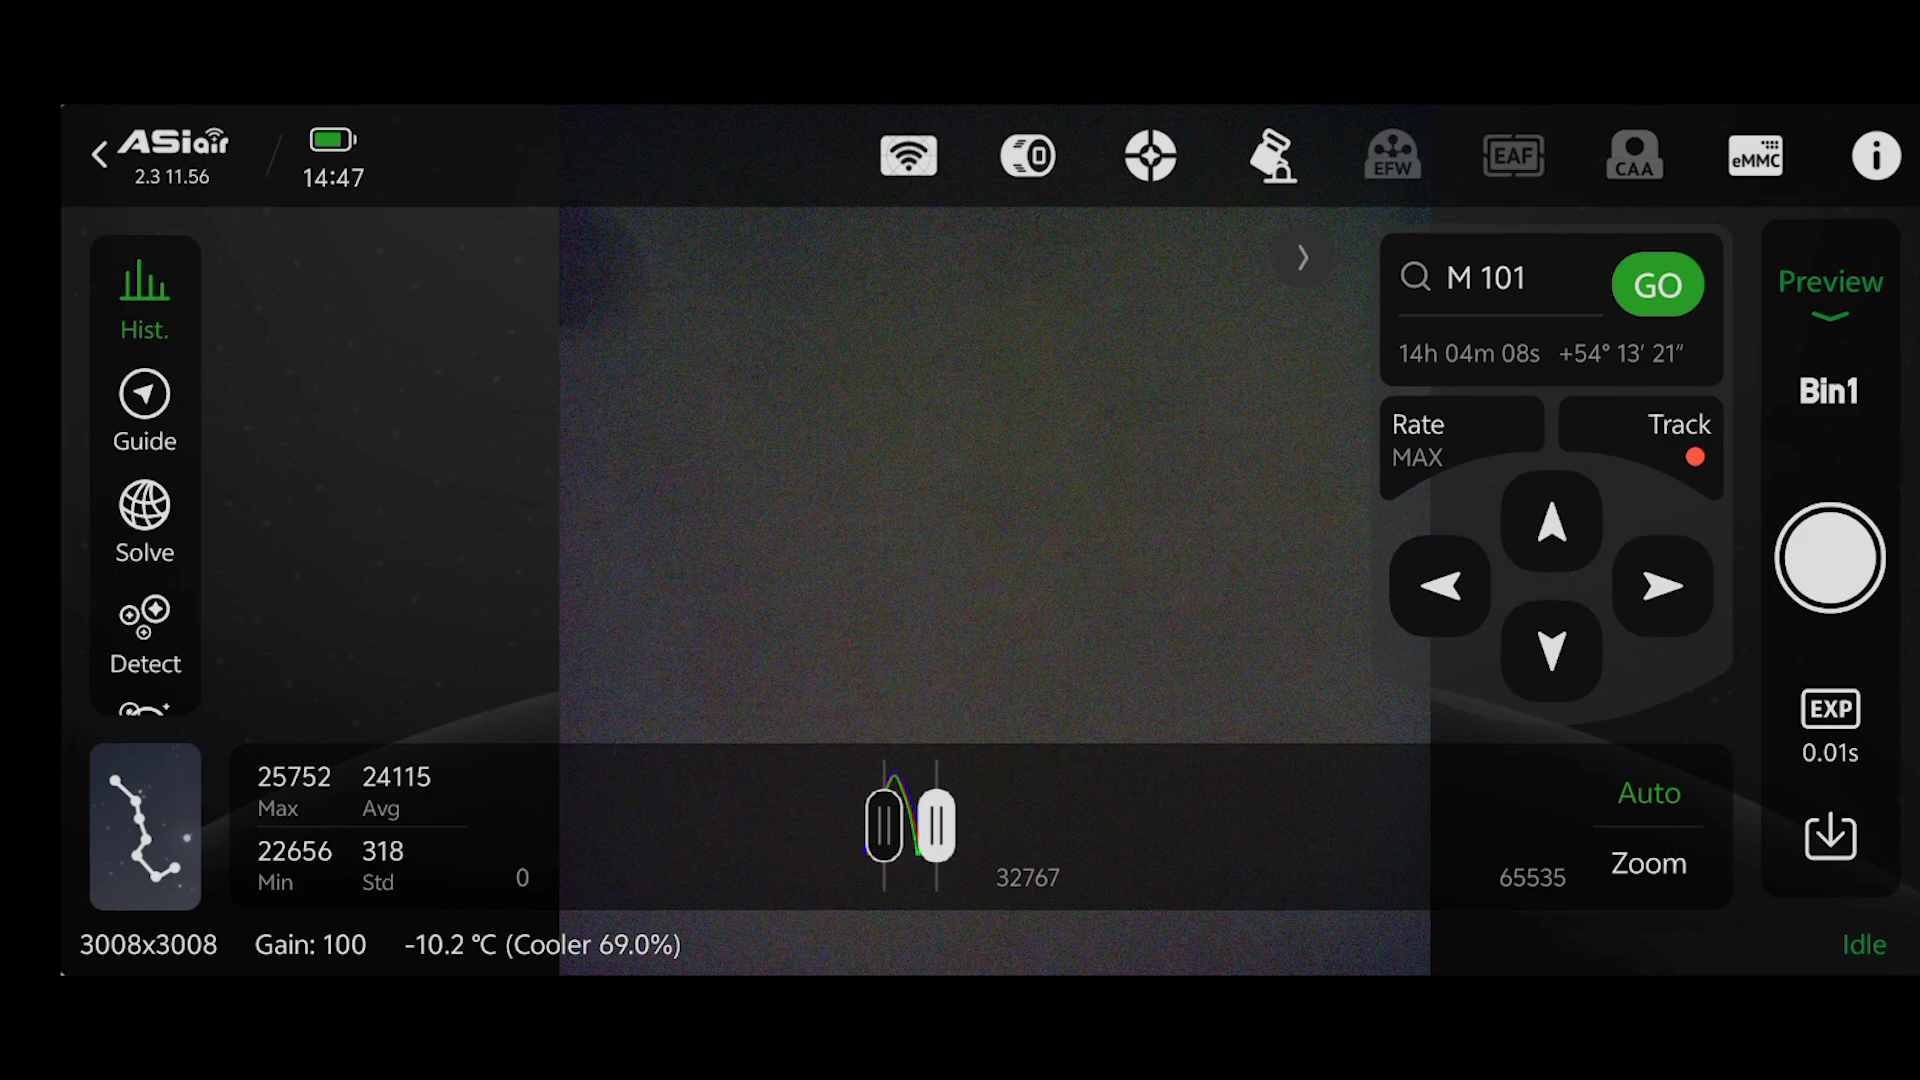 ASiair
2.3 11.56
14:47
EFW
EAF
CAA
eMMC
Hist.
Guide
Solve
Detect
M 101
GO
14h 04m 08s +54° 13′ 21″
Rate
MAX
Track
Preview
Bin1
EXP
0.01s
25752 24115
Max Avg
22656 318
Min Std
0
32767
65535
Auto
Zoom
3008x3008 Gain: 100 -10.2 ℃ (Cooler 69.0%)
Idle